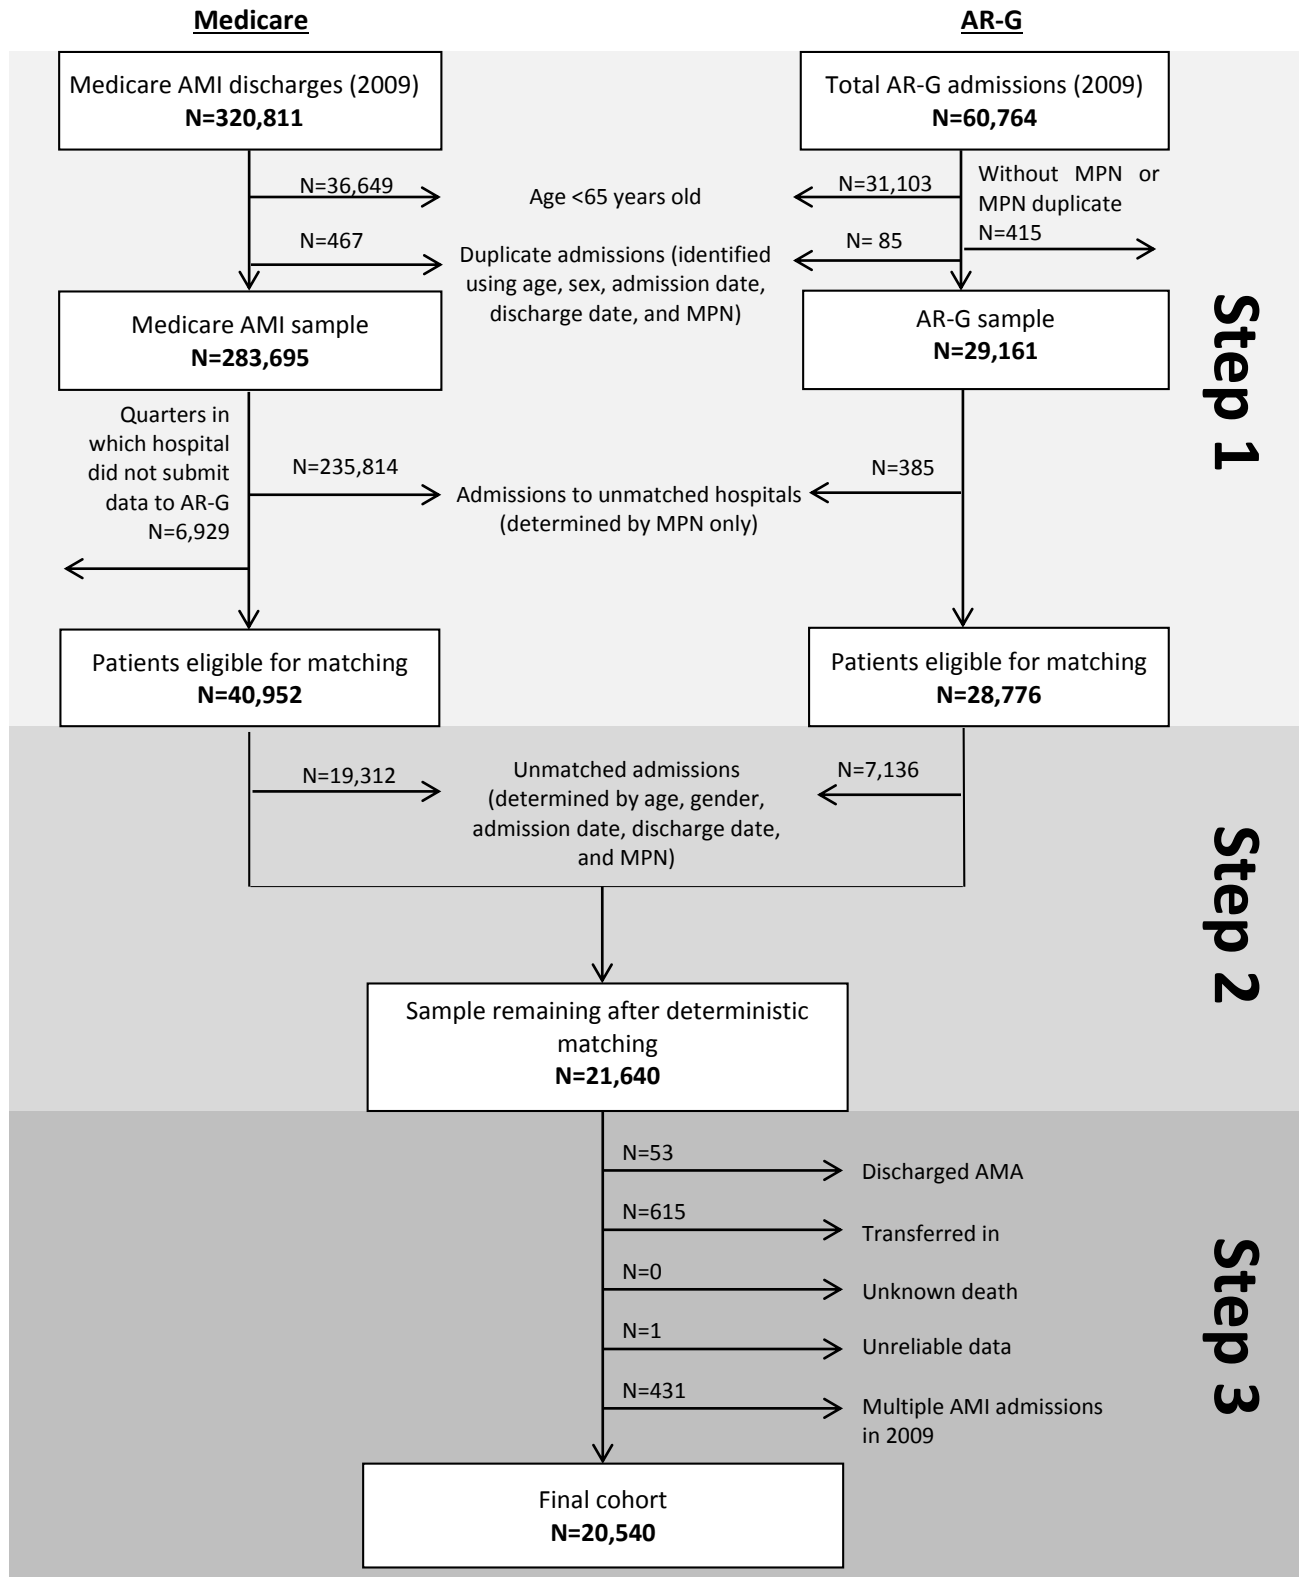 Medicare
AR-G
Medicare AMI discharges (2009)
N=320,811
Total AR-G admissions (2009)
N=60,764
N=36,649
Age <65 years old
N=31,103
Without MPN or
MPN duplicate
N=415
N=467
Duplicate admissions (identified
using age, sex, admission date,
discharge date, and MPN)
N= 85
Medicare AMI sample
N=283,695
AR-G sample
N=29,161
Step 1
Quarters in
which hospital
did not submit
data to AR-G
N=6,929
N=235,814
Admissions to unmatched hospitals
(determined by MPN only)
N=385
Patients eligible for matching
N=40,952
Patients eligible for matching
N=28,776
N=19,312
Unmatched admissions
(determined by age, gender,
admission date, discharge date,
and MPN)
N=7,136
Step 2
Sample remaining after deterministic
matching
N=21,640
N=53
Discharged AMA
N=615
Transferred in
N=0
Unknown death
N=1
Unreliable data
N=431
Multiple AMI admissions
in 2009
Step 3
Final cohort
N=20,540